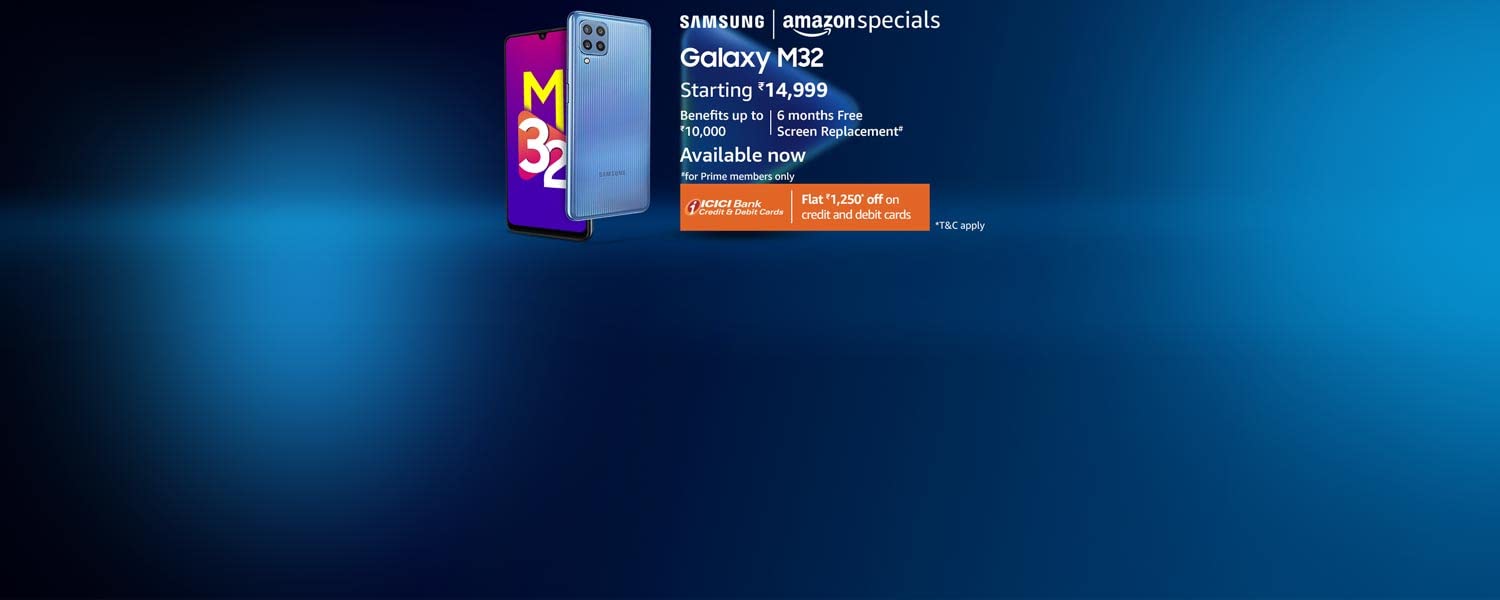 SAMSUNG | amazon specials
Galaxy M32
Starting ₹14,999
Benefits up to
₹10,000
6 months Free
Screen Replacement#
Available now
#for Prime members only
ICICI Bank
Credit & Debit Cards
Flat ₹1,250* off on
credit and debit cards
*T&C apply
M
32
SAMSUNG